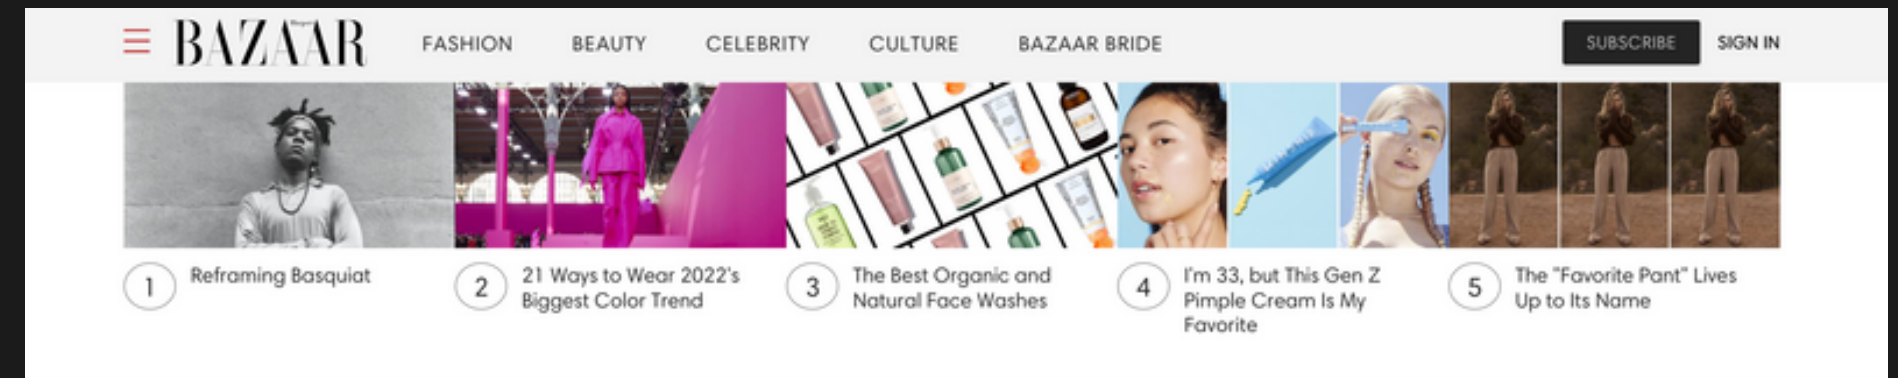 Harper's
BAZAAR
FASHION
BEAUTY
CELEBRITY
CULTURE
BAZAAR BRIDE
SUBSCRIBE
SIGN IN
1
Reframing Basquiat
2
21 Ways to Wear 2022's
Biggest Color Trend
3
The Best Organic and
Natural Face Washes
4
I'm 33, but This Gen Z
Pimple Cream Is My
Favorite
5
The "Favorite Pant" Lives
Up to Its Name